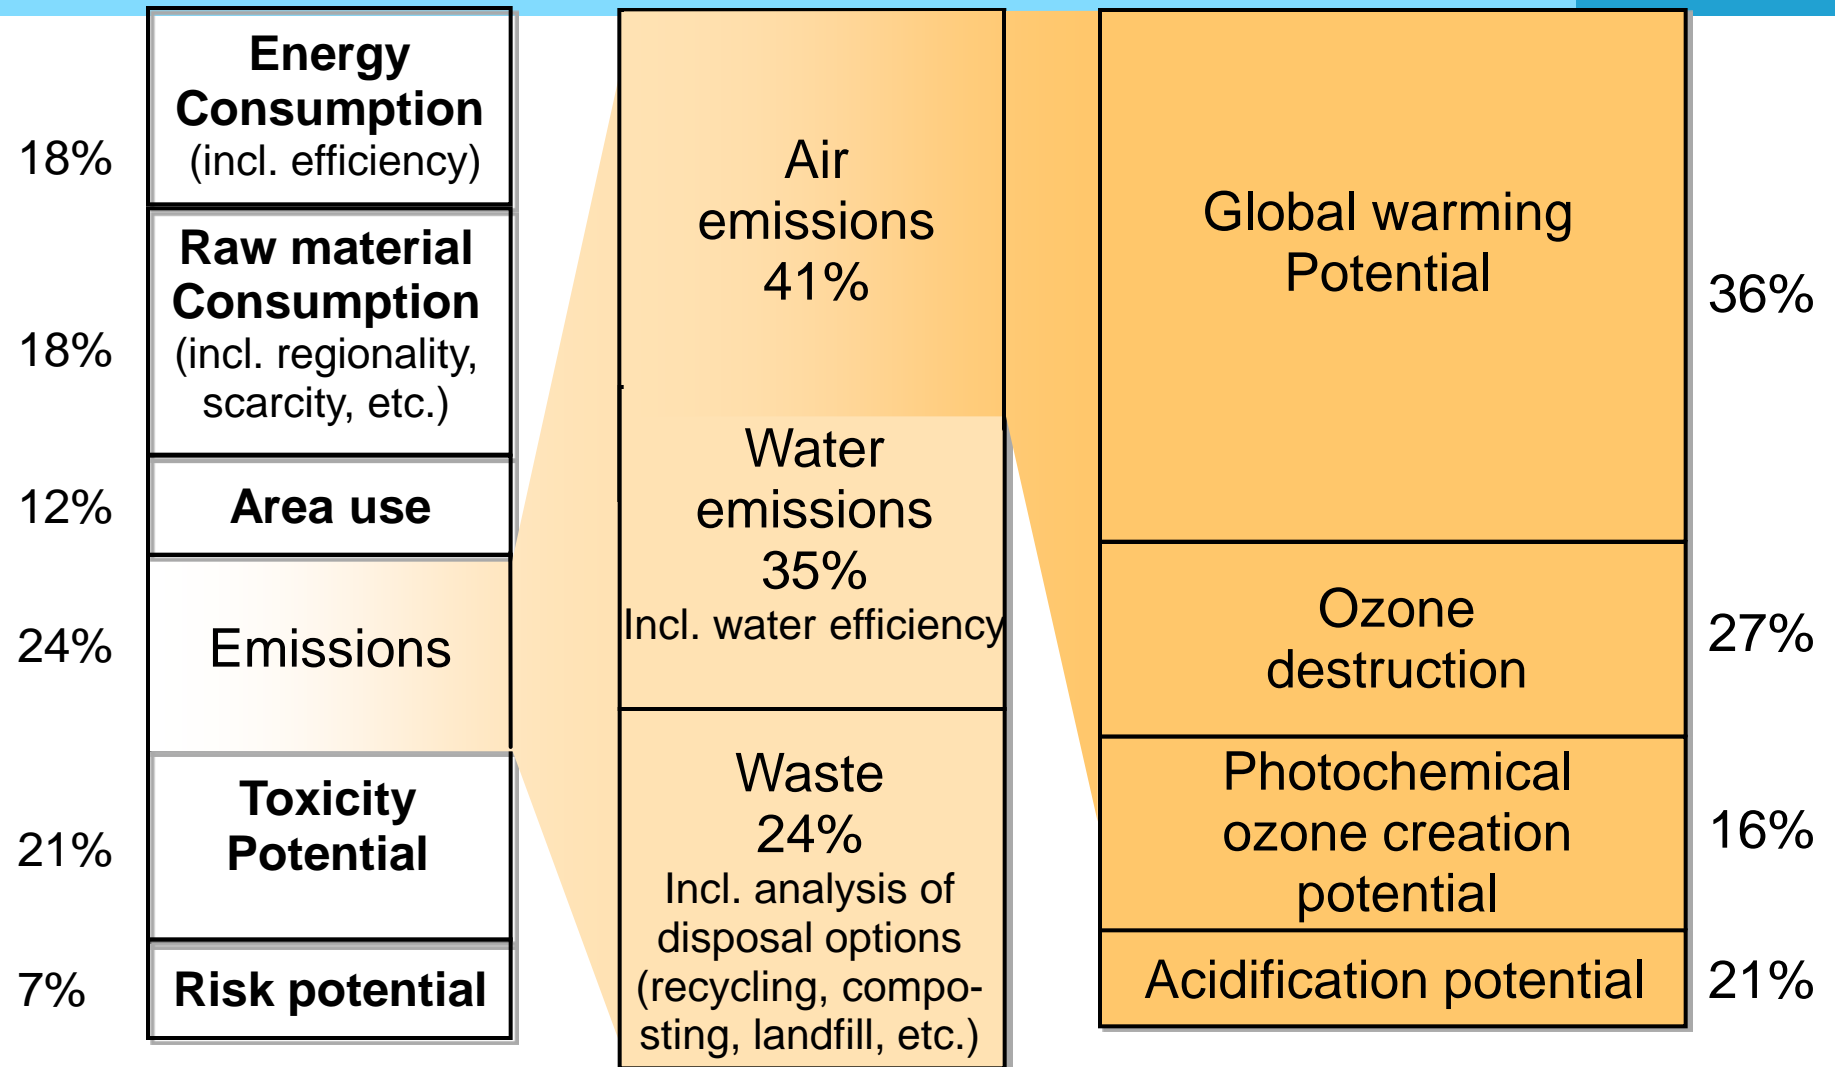 18%
Energy
Consumption
(incl. efficiency)
18%
Raw material
Consumption
(incl. regionality,
scarcity, etc.)
12%
Area use
24%
Emissions
21%
Toxicity
Potential
7%
Risk potential
Air
emissions
41%
Water
emissions
35%
Incl. water efficiency
Waste
24%
Incl. analysis of
disposal options
(recycling, compo-
sting, landfill, etc.)
Global warming
Potential
36%
Ozone
destruction
27%
Photochemical
ozone creation
potential
16%
Acidification potential
21%